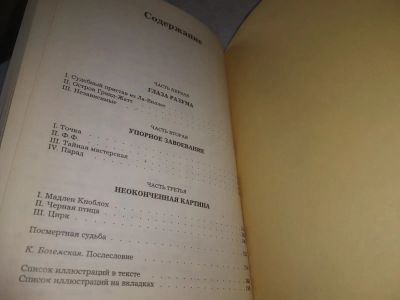 Содержание
ЧАСТЬ ПЕРВАЯ
ГЛАЗА РАЗУМА
I. Судебный пристав из Ла-Виллет
II. Остров Гранд-Жатт
III. Независимые
ЧАСТЬ ВТОРАЯ
УПОРНОЕ ЗАВОЕВАНИЕ
I. Точка
II. Ф.Ф.
III. Тайная мастерская
IV. Парад
ЧАСТЬ ТРЕТЬЯ
НЕОКОНЧЕННАЯ КАРТИНА
I. Мадлен Кноблох
II. Черная птица
III. Цирк
Посмертная судьба
К. Богемская. Послесловие
Список иллюстраций в тексте
Список иллюстраций на вкладках